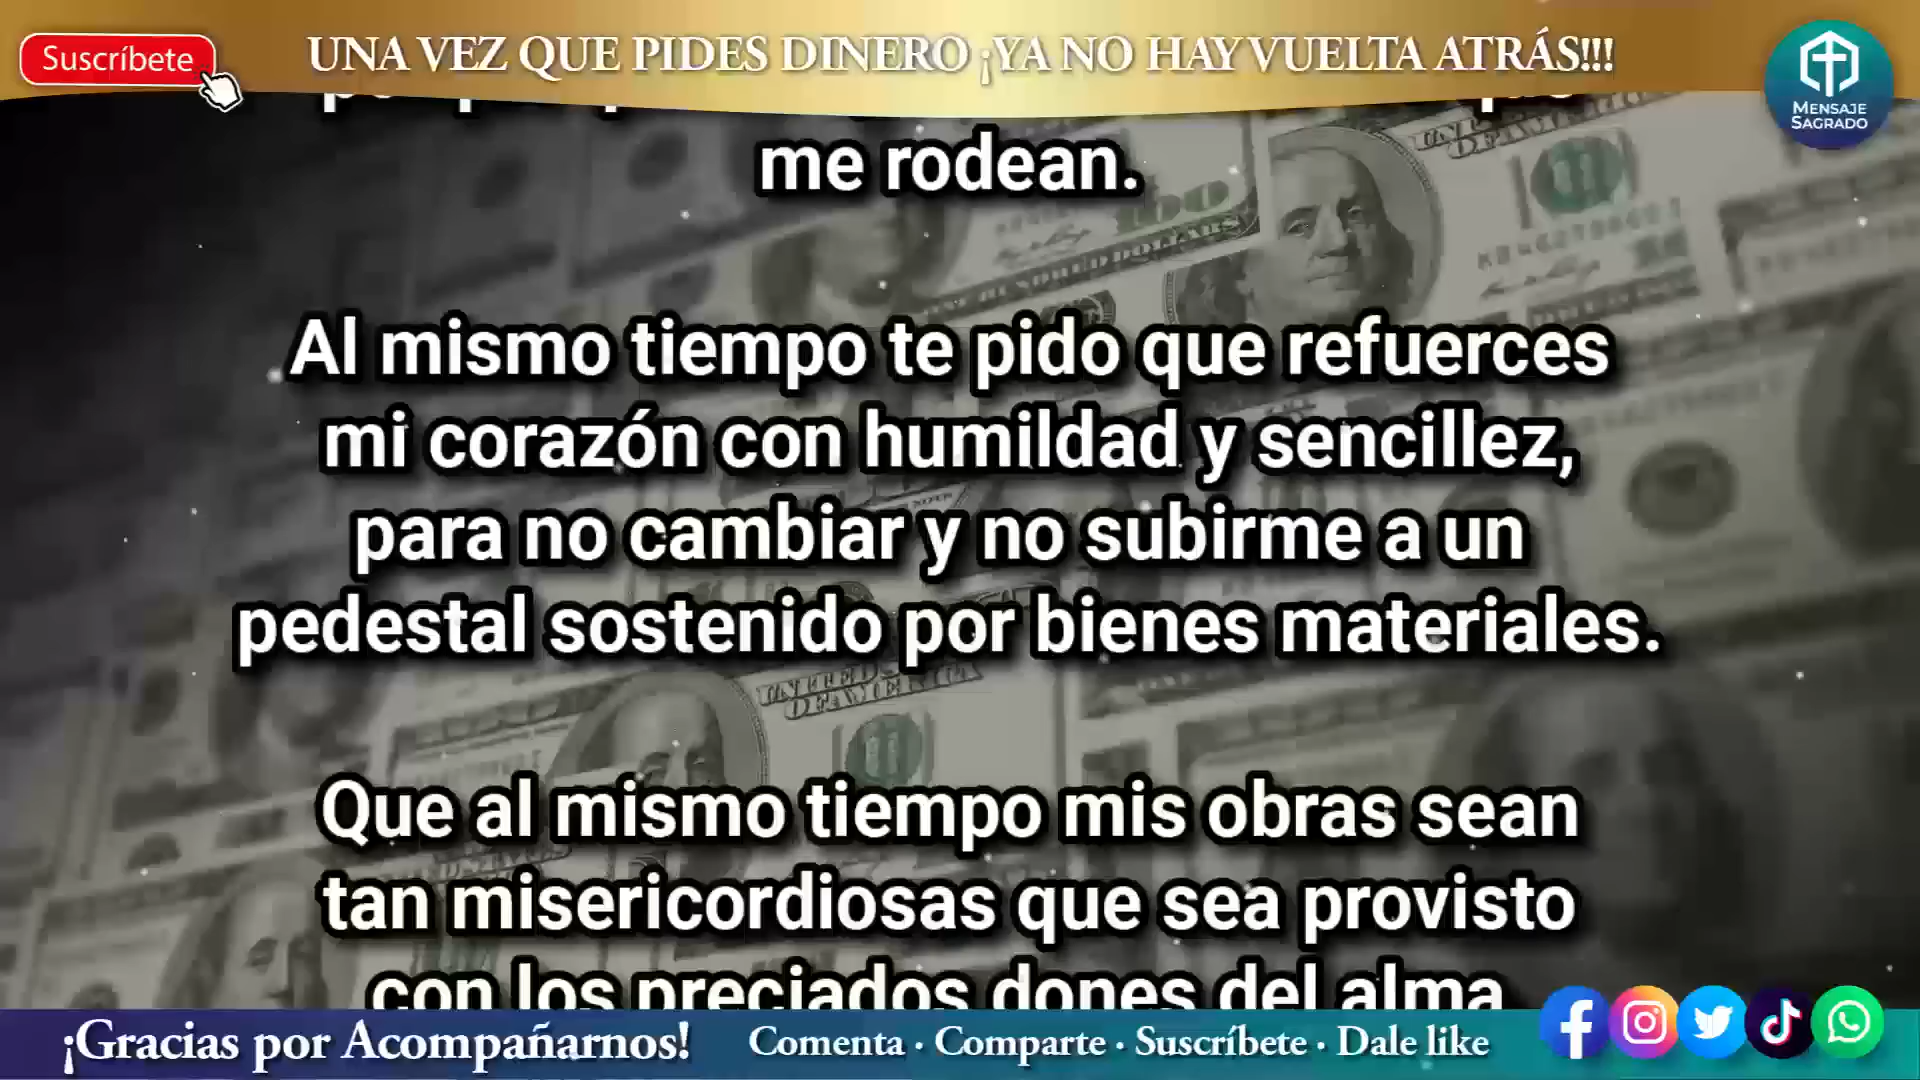 Suscríbete
UNA VEZ QUE PIDES DINERO ¡YA NO HAY VUELTA ATRÁS!!!
MENSAJE
SAGRADO
me rodean.
Al mismo tiempo te pido que refuerces
mi corazón con humildad y sencillez,
para no cambiar y no subirme a un
pedestal sostenido por bienes materiales.
Que al mismo tiempo mis obras sean
tan misericordiosas que sea provisto
con los preciados dones del alma
¡Gracias por Acompañarnos!
Comenta · Comparte · Suscríbete · Dale like